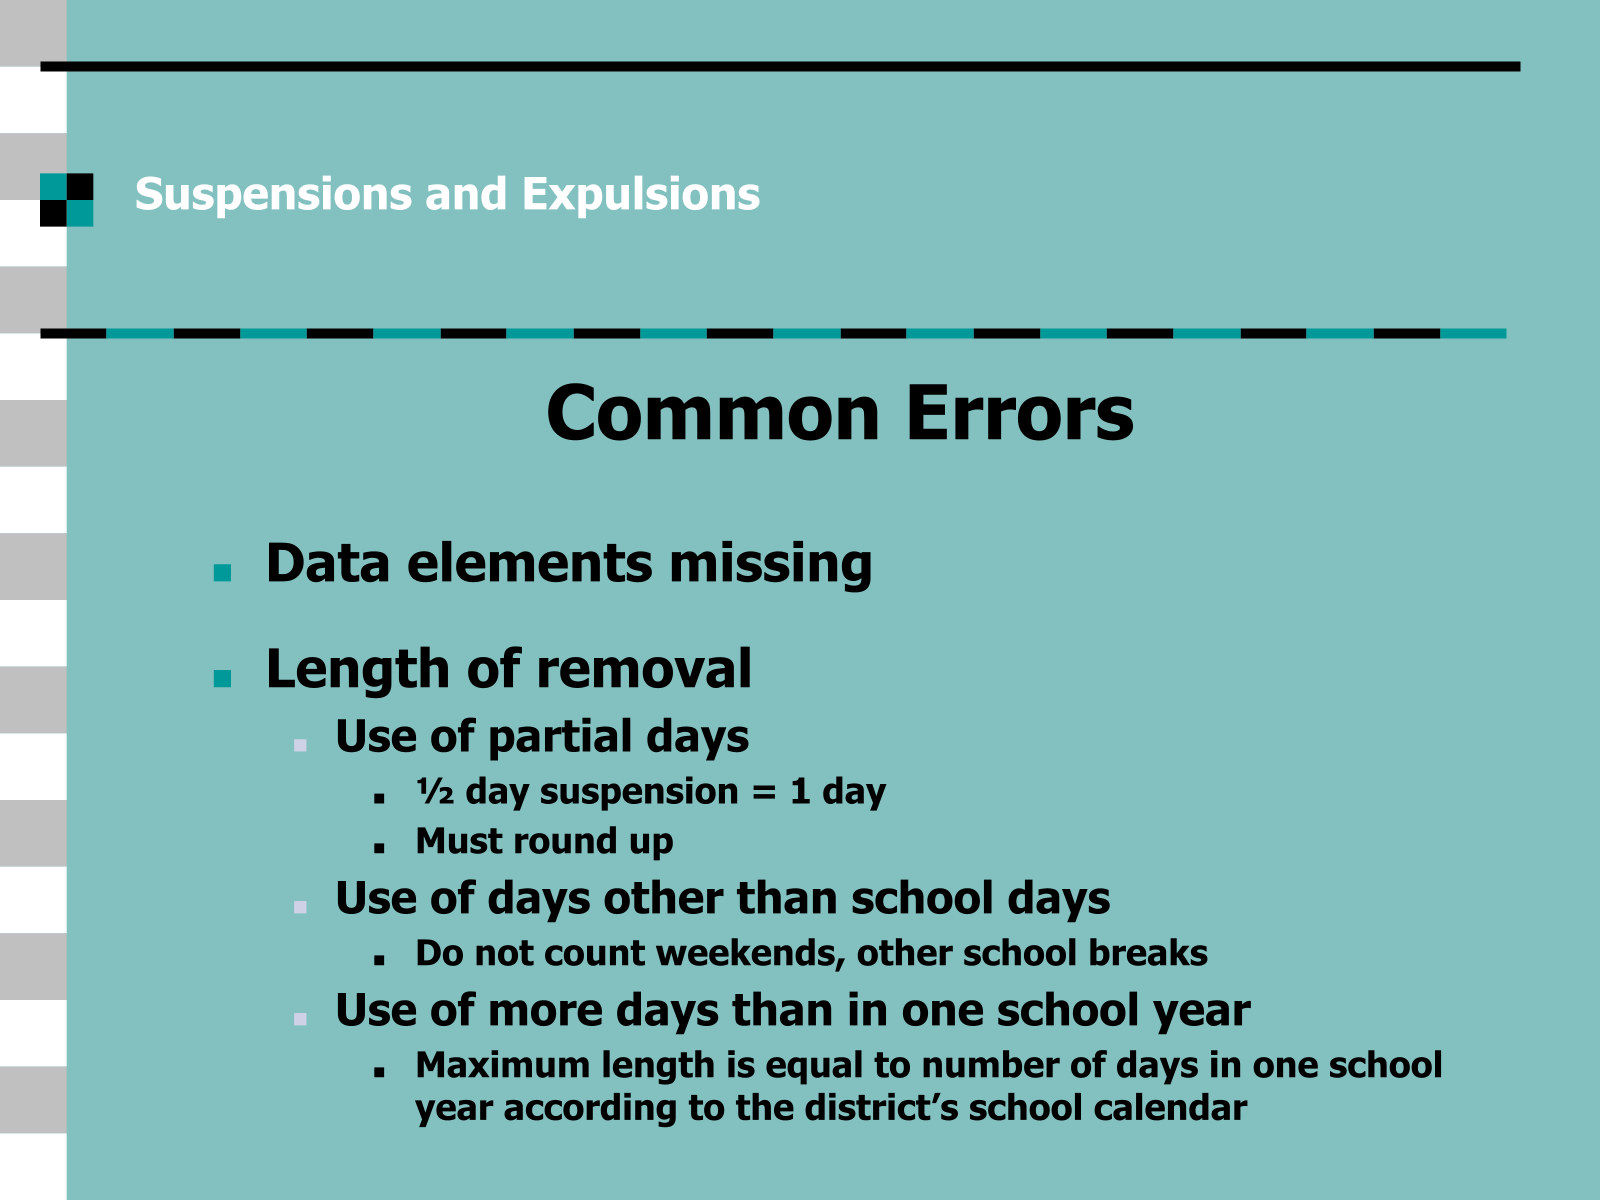 Suspensions and Expulsions
Common Errors
Data elements missing
Length of removal
Use of partial days
½ day suspension = 1 day
Must round up
Use of days other than school days
Do not count weekends, other school breaks
Use of more days than in one school year
Maximum length is equal to number of days in one school
year according to the district’s school calendar